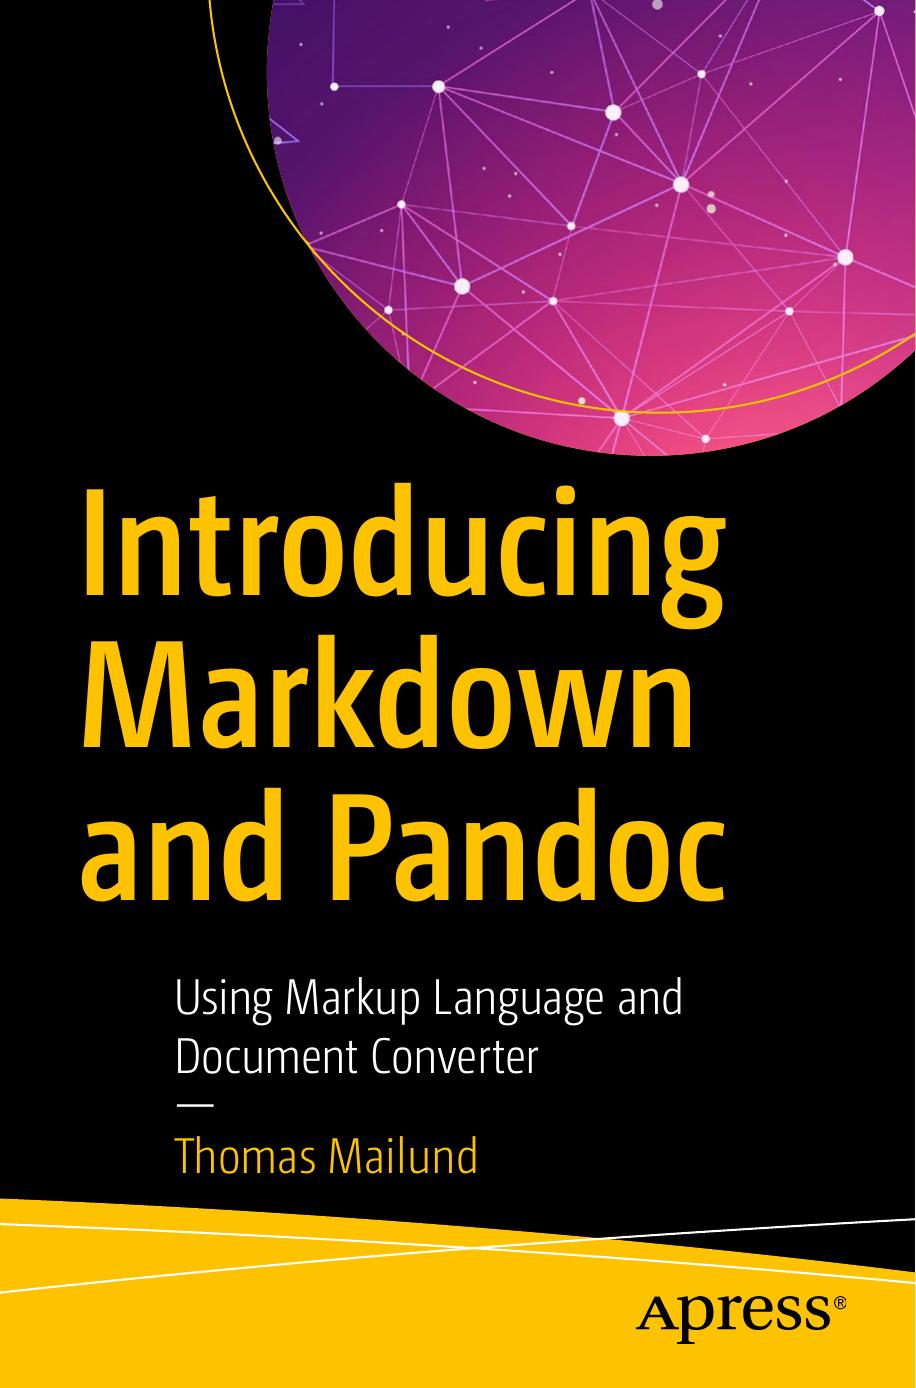 Introducing
Markdown
and Pandoc
Using Markup Language and
Document Converter
—
Thomas Mailund
Apress®